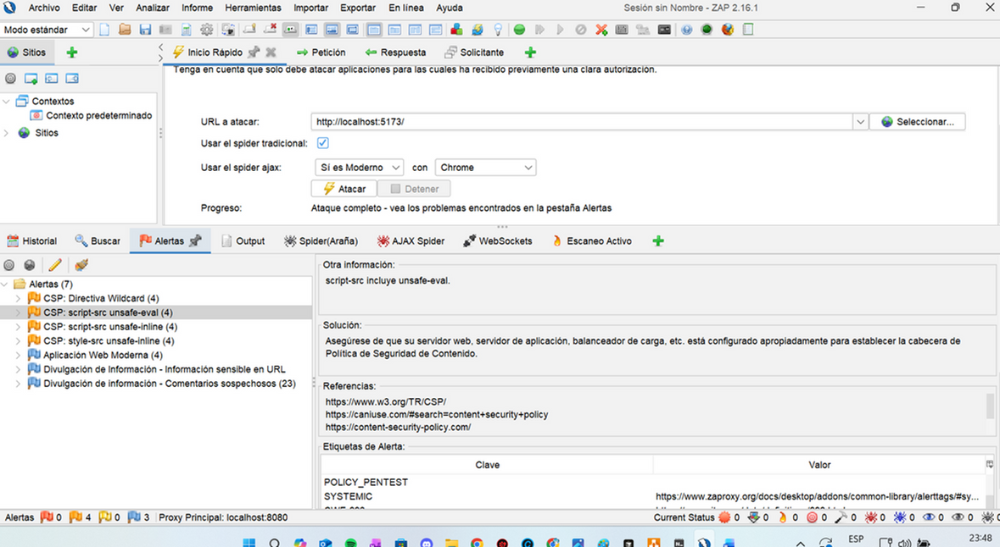 Sesión sin Nombre - ZAP 2.16.1
Archivo Editar Ver Analizar Informe Herramientas Importar Exportar En línea Ayuda
Modo estándar
Sitios
Inicio Rápido Petición Respuesta Solicitante
Tenga en cuenta que solo debe atacar aplicaciones para las cuales ha recibido previamente una clara autorización.
Contextos
Contexto predeterminado
Sitios
URL a atacar: http://localhost:5173/ Seleccionar...
Usar el spider tradicional:
Usar el spider ajax: Sí es Moderno con Chrome
Atacar Detener
Progreso: Ataque completo - vea los problemas encontrados en la pestaña Alertas
Historial Buscar Alertas Output Spider(Araña) AJAX Spider WebSockets Escaneo Activo
Alertas (7)
CSP: Directiva Wildcard (4)
CSP: script-src unsafe-eval (4)
CSP: script-src unsafe-inline (4)
CSP: style-src unsafe-inline (4)
Aplicación Web Moderna (4)
Divulgación de Información - Información sensible en URL
Divulgación de información - Comentarios sospechosos (23)
Otra información:
script-src incluye unsafe-eval.
Solución:
Asegúrese de que su servidor web, servidor de aplicación, balanceador de carga, etc. está configurado apropiadamente para establecer la cabecera de
Política de Seguridad de Contenido.
Referencias:
https://www.w3.org/TR/CSP/
https://caniuse.com/#search=content+security+policy
https://content-security-policy.com/
Etiquetas de Alerta:
Clave Valor
POLICY_PENTEST
SYSTEMIC https://www.zaproxy.org/docs/desktop/addons/common-library/alerttags/#sy...
Alertas 0 4 0 3 Proxy Principal: localhost:8080
Current Status 0 0 0 0 0 0 0 0 0
ESP
23:48